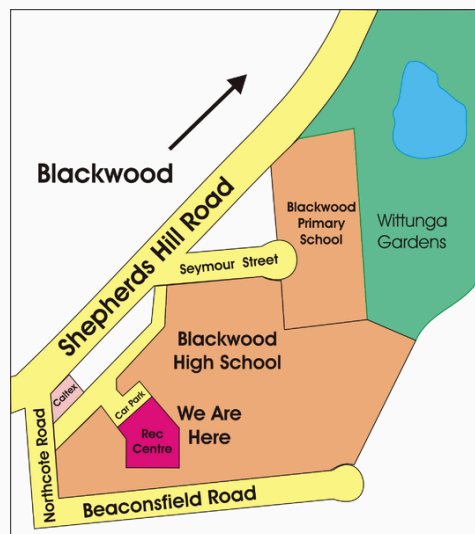 Blackwood
Shepherds Hill Road
Blackwood
Primary
School
Wittunga
Gardens
Seymour Street
Blackwood
High School
Caltex
Car Park
We Are
Here
Rec
Centre
Northcote Road
Beaconsfield Road